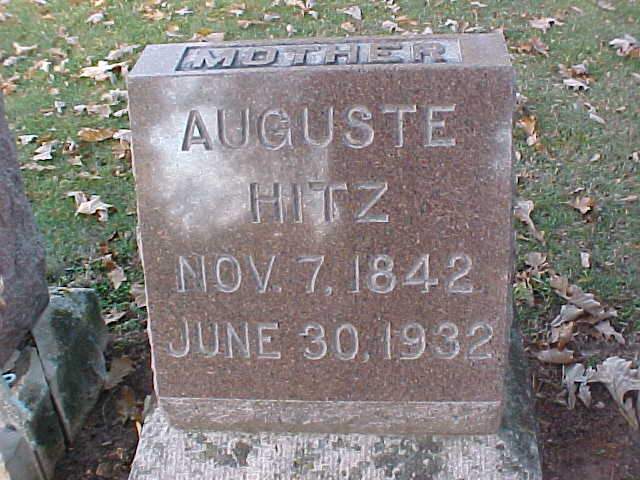 MOTHER
AUGUSTE
HITZ
NOV. 7, 1842
JUNE 30, 1932